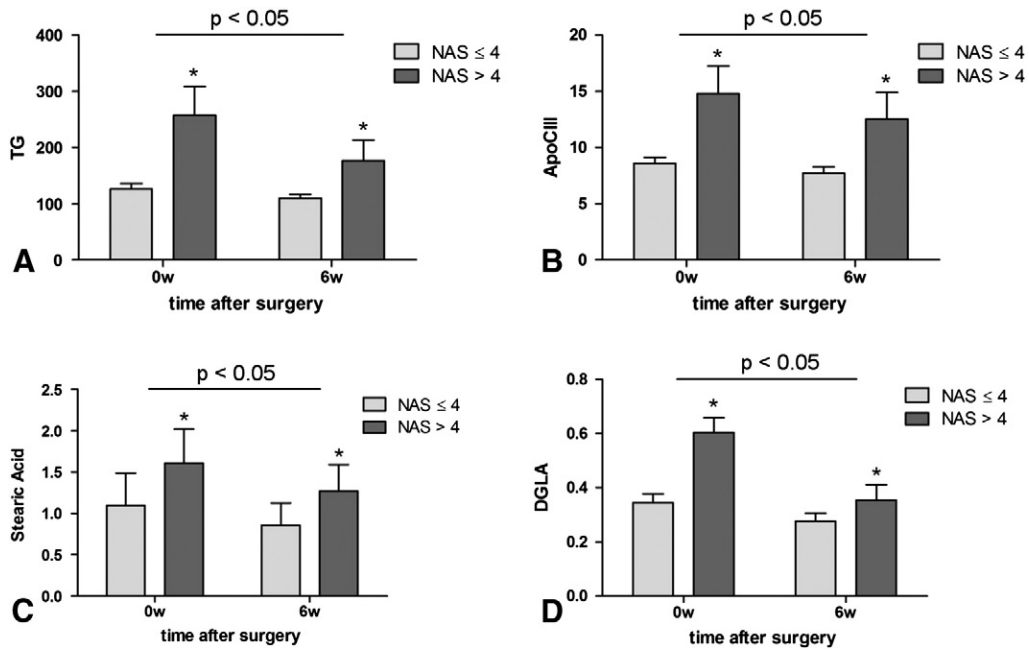 p < 0.05
400
300
200
100
0
TG
*
*
NAS ≤ 4
NAS > 4
0w
6w
time after surgery
A
p < 0.05
20
15
10
5
0
ApoCIII
*
*
NAS ≤ 4
NAS > 4
0w
6w
time after surgery
B
p < 0.05
2.5
2.0
1.5
1.0
0.5
0.0
Stearic Acid
*
*
NAS ≤ 4
NAS > 4
0w
6w
time after surgery
C
p < 0.05
0.8
0.6
0.4
0.2
0.0
DGLA
*
*
NAS ≤ 4
NAS > 4
0w
6w
time after surgery
D